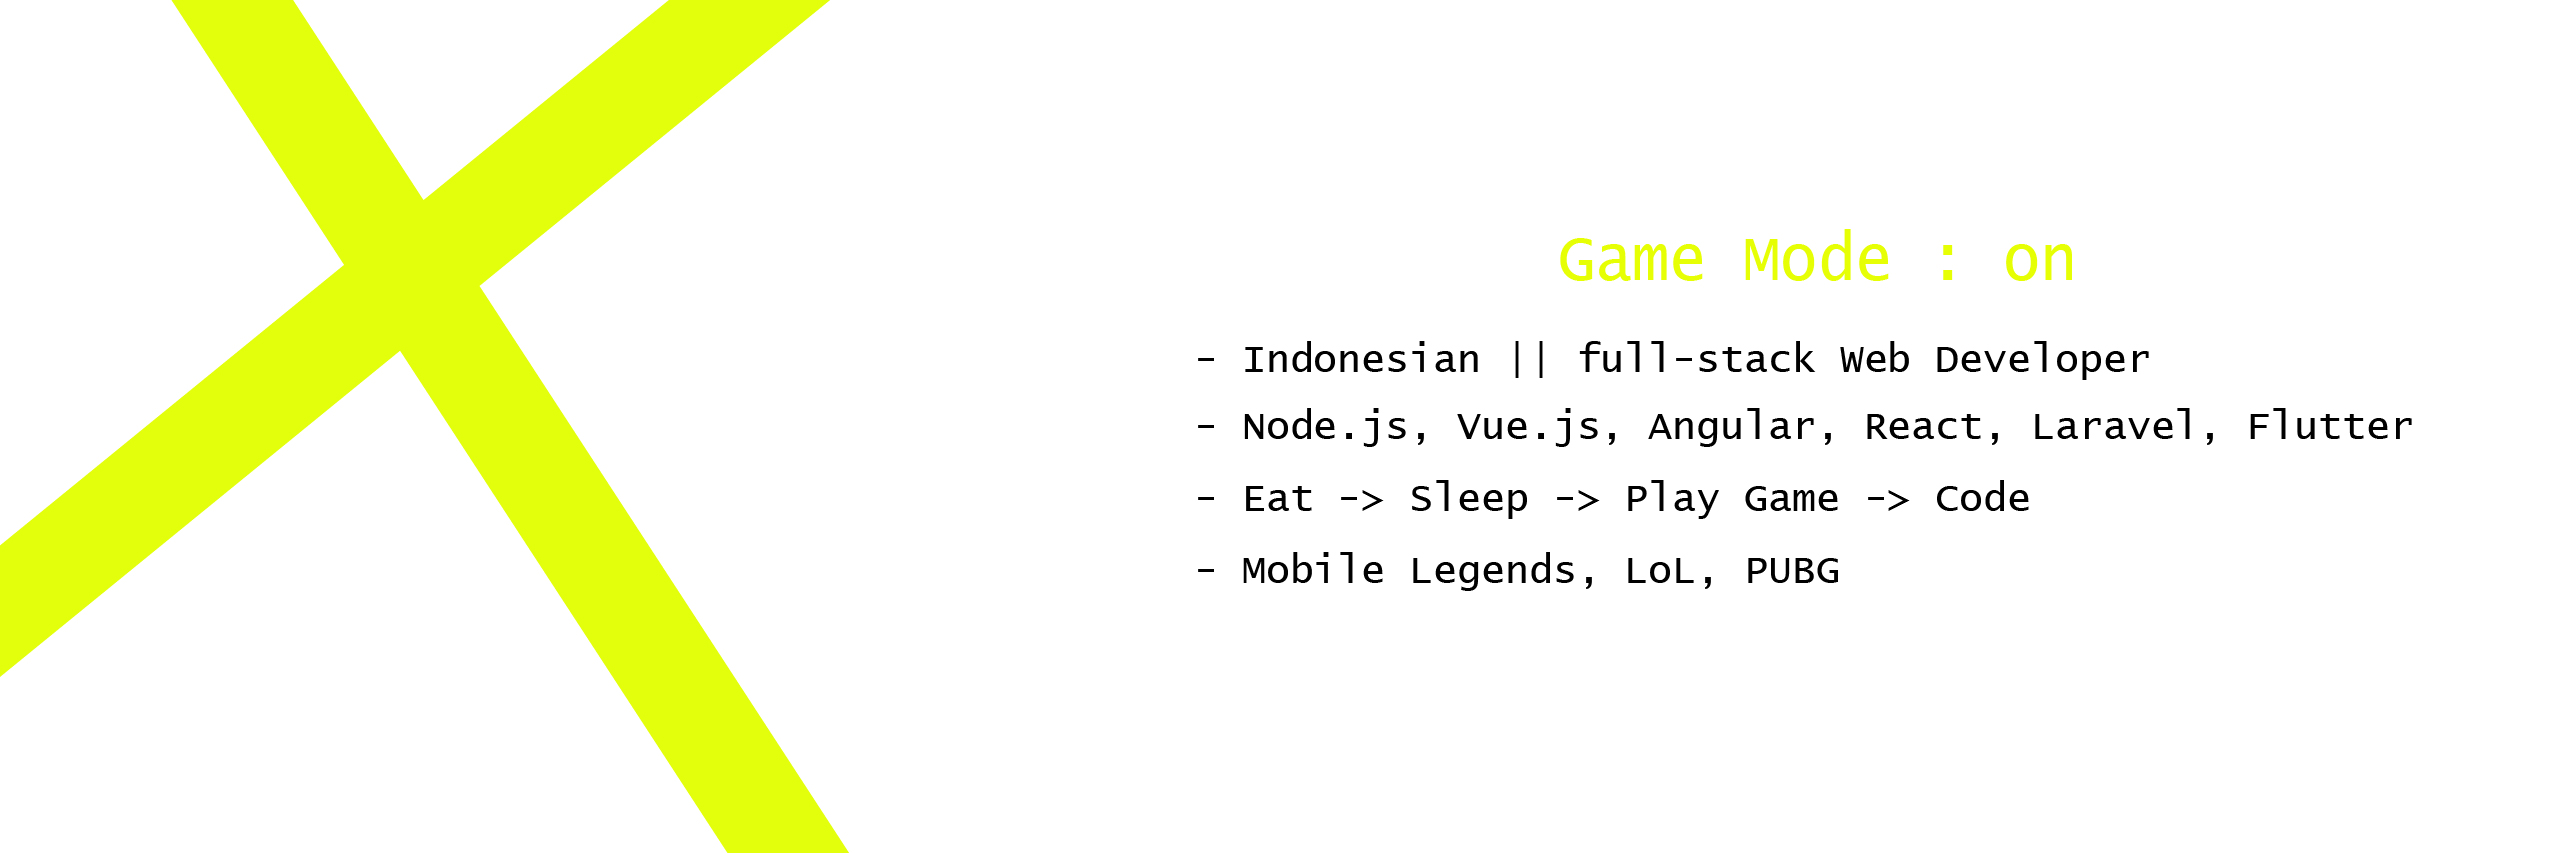 Game Mode : on
- Indonesian || full-stack Web Developer
- Node.js, Vue.js, Angular, React, Laravel, Flutter
- Eat -> Sleep -> Play Game -> Code
- Mobile Legends, LoL, PUBG